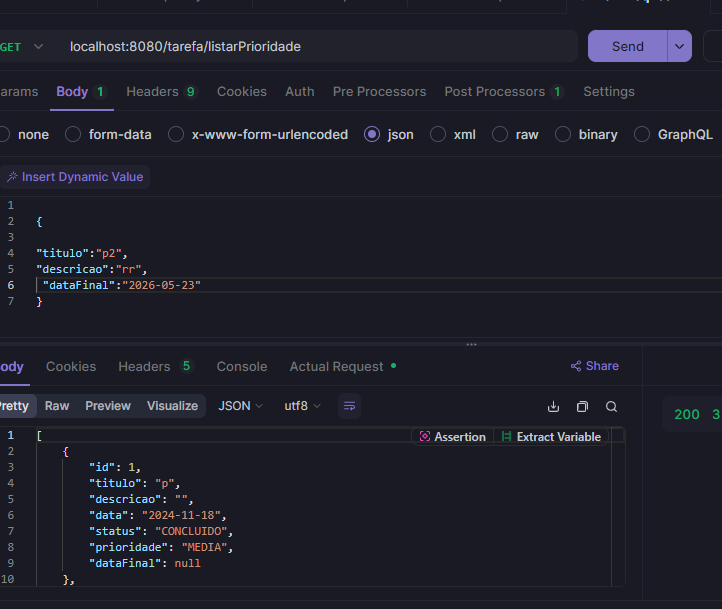 GET localhost:8080/tarefa/listarPrioridade Send
arams Body 1 Headers 9 Cookies Auth Pre Processors Post Processors 1 Settings
none form-data x-www-form-urlencoded json xml raw binary GraphQL
Insert Dynamic Value
1
2 {
3
4 "titulo":"p2",
5 "descricao":"rr",
6 "dataFinal":"2026-05-23"
7 }
ody Cookies Headers 5 Console Actual Request Share
retty Raw Preview Visualize JSON utf8
200 3
1 [ Assertion Extract Variable
2 {
3 "id": 1,
4 "titulo": "p",
5 "descricao": "",
6 "data": "2024-11-18",
7 "status": "CONCLUIDO",
8 "prioridade": "MEDIA",
9 "dataFinal": null
10 },